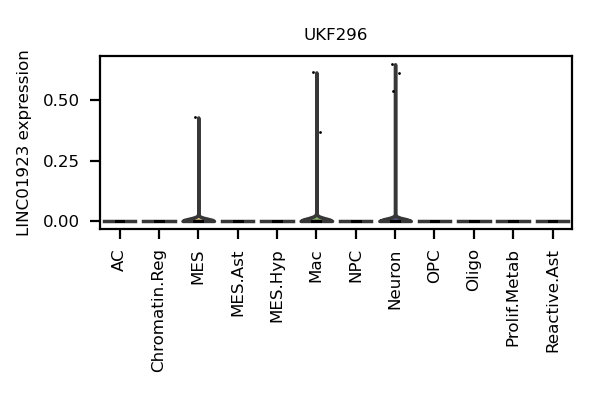 UKF296
LINC01923 expression
0.50
0.25
0.00
AC
Chromatin.Reg
MES
MES.Ast
MES.Hyp
Mac
NPC
Neuron
OPC
Oligo
Prolif.Metab
Reactive.Ast